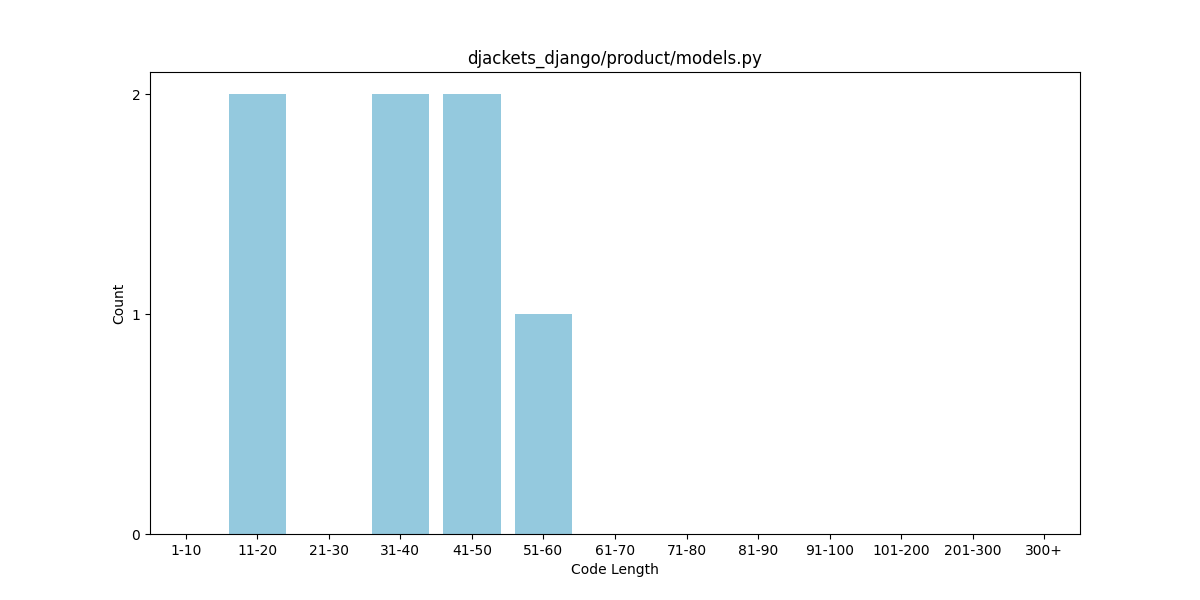 djackets_django/product/models.py
Count
2
1
0
1-10 11-20 21-30 31-40 41-50 51-60 61-70 71-80 81-90 91-100 101-200 201-300 300+
Code Length